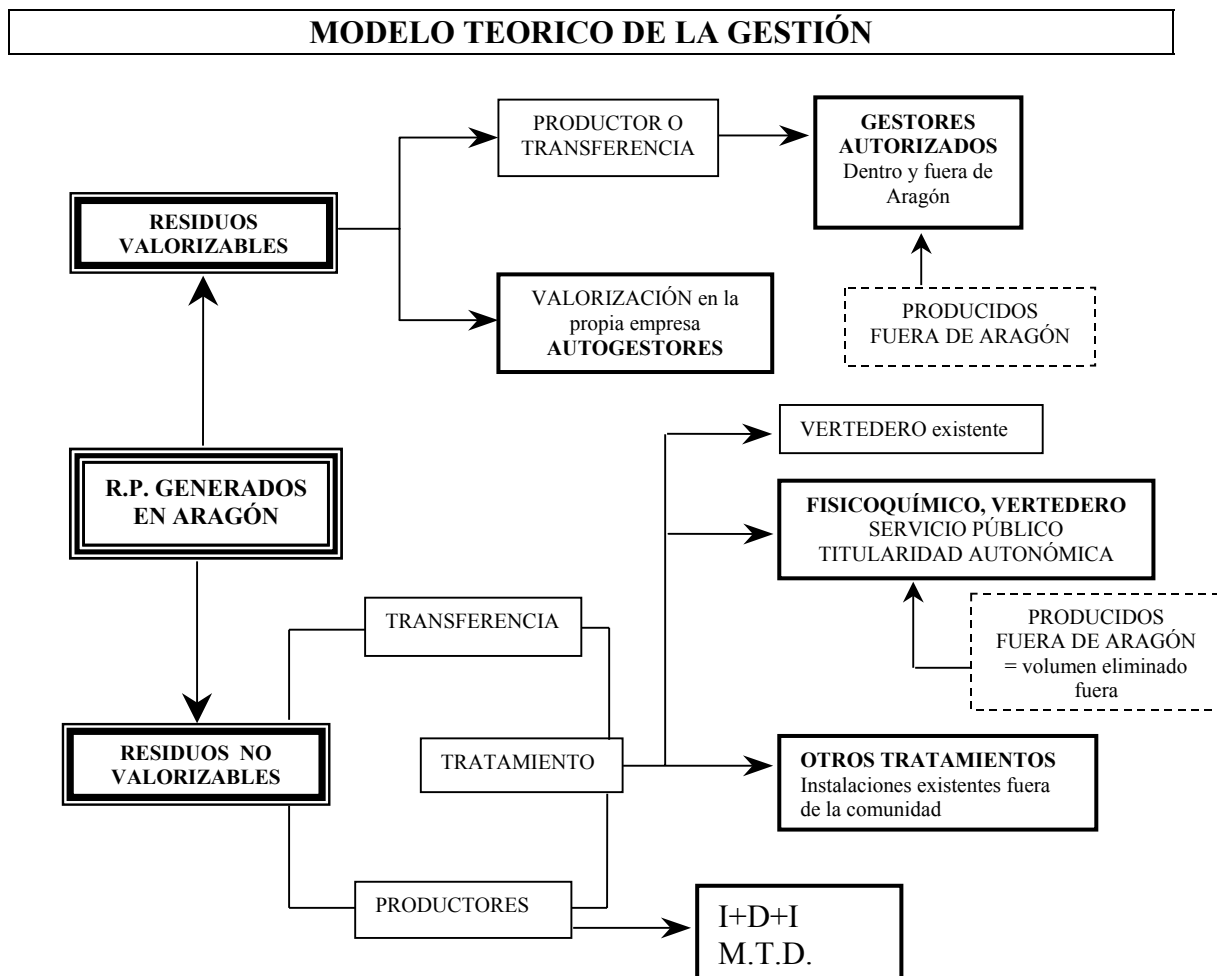 MODELO TEORICO DE LA GESTIÓN
PRODUCTOR O
TRANSFERENCIA
GESTORES
AUTORIZADOS
Dentro y fuera de
Aragón
RESIDUOS
VALORIZABLES
VALORIZACIÓN en la
propia empresa
AUTOGESTORES
PRODUCIDOS
FUERA DE ARAGÓN
VERTEDERO existente
R.P. GENERADOS
EN ARAGÓN
FISICOQUÍMICO, VERTEDERO
SERVICIO PÚBLICO
TITULARIDAD AUTONÓMICA
TRANSFERENCIA
PRODUCIDOS
FUERA DE ARAGÓN
= volumen eliminado
fuera
RESIDUOS NO
VALORIZABLES
TRATAMIENTO
OTROS TRATAMIENTOS
Instalaciones existentes fuera
de la comunidad
PRODUCTORES
I+D+I
M.T.D.